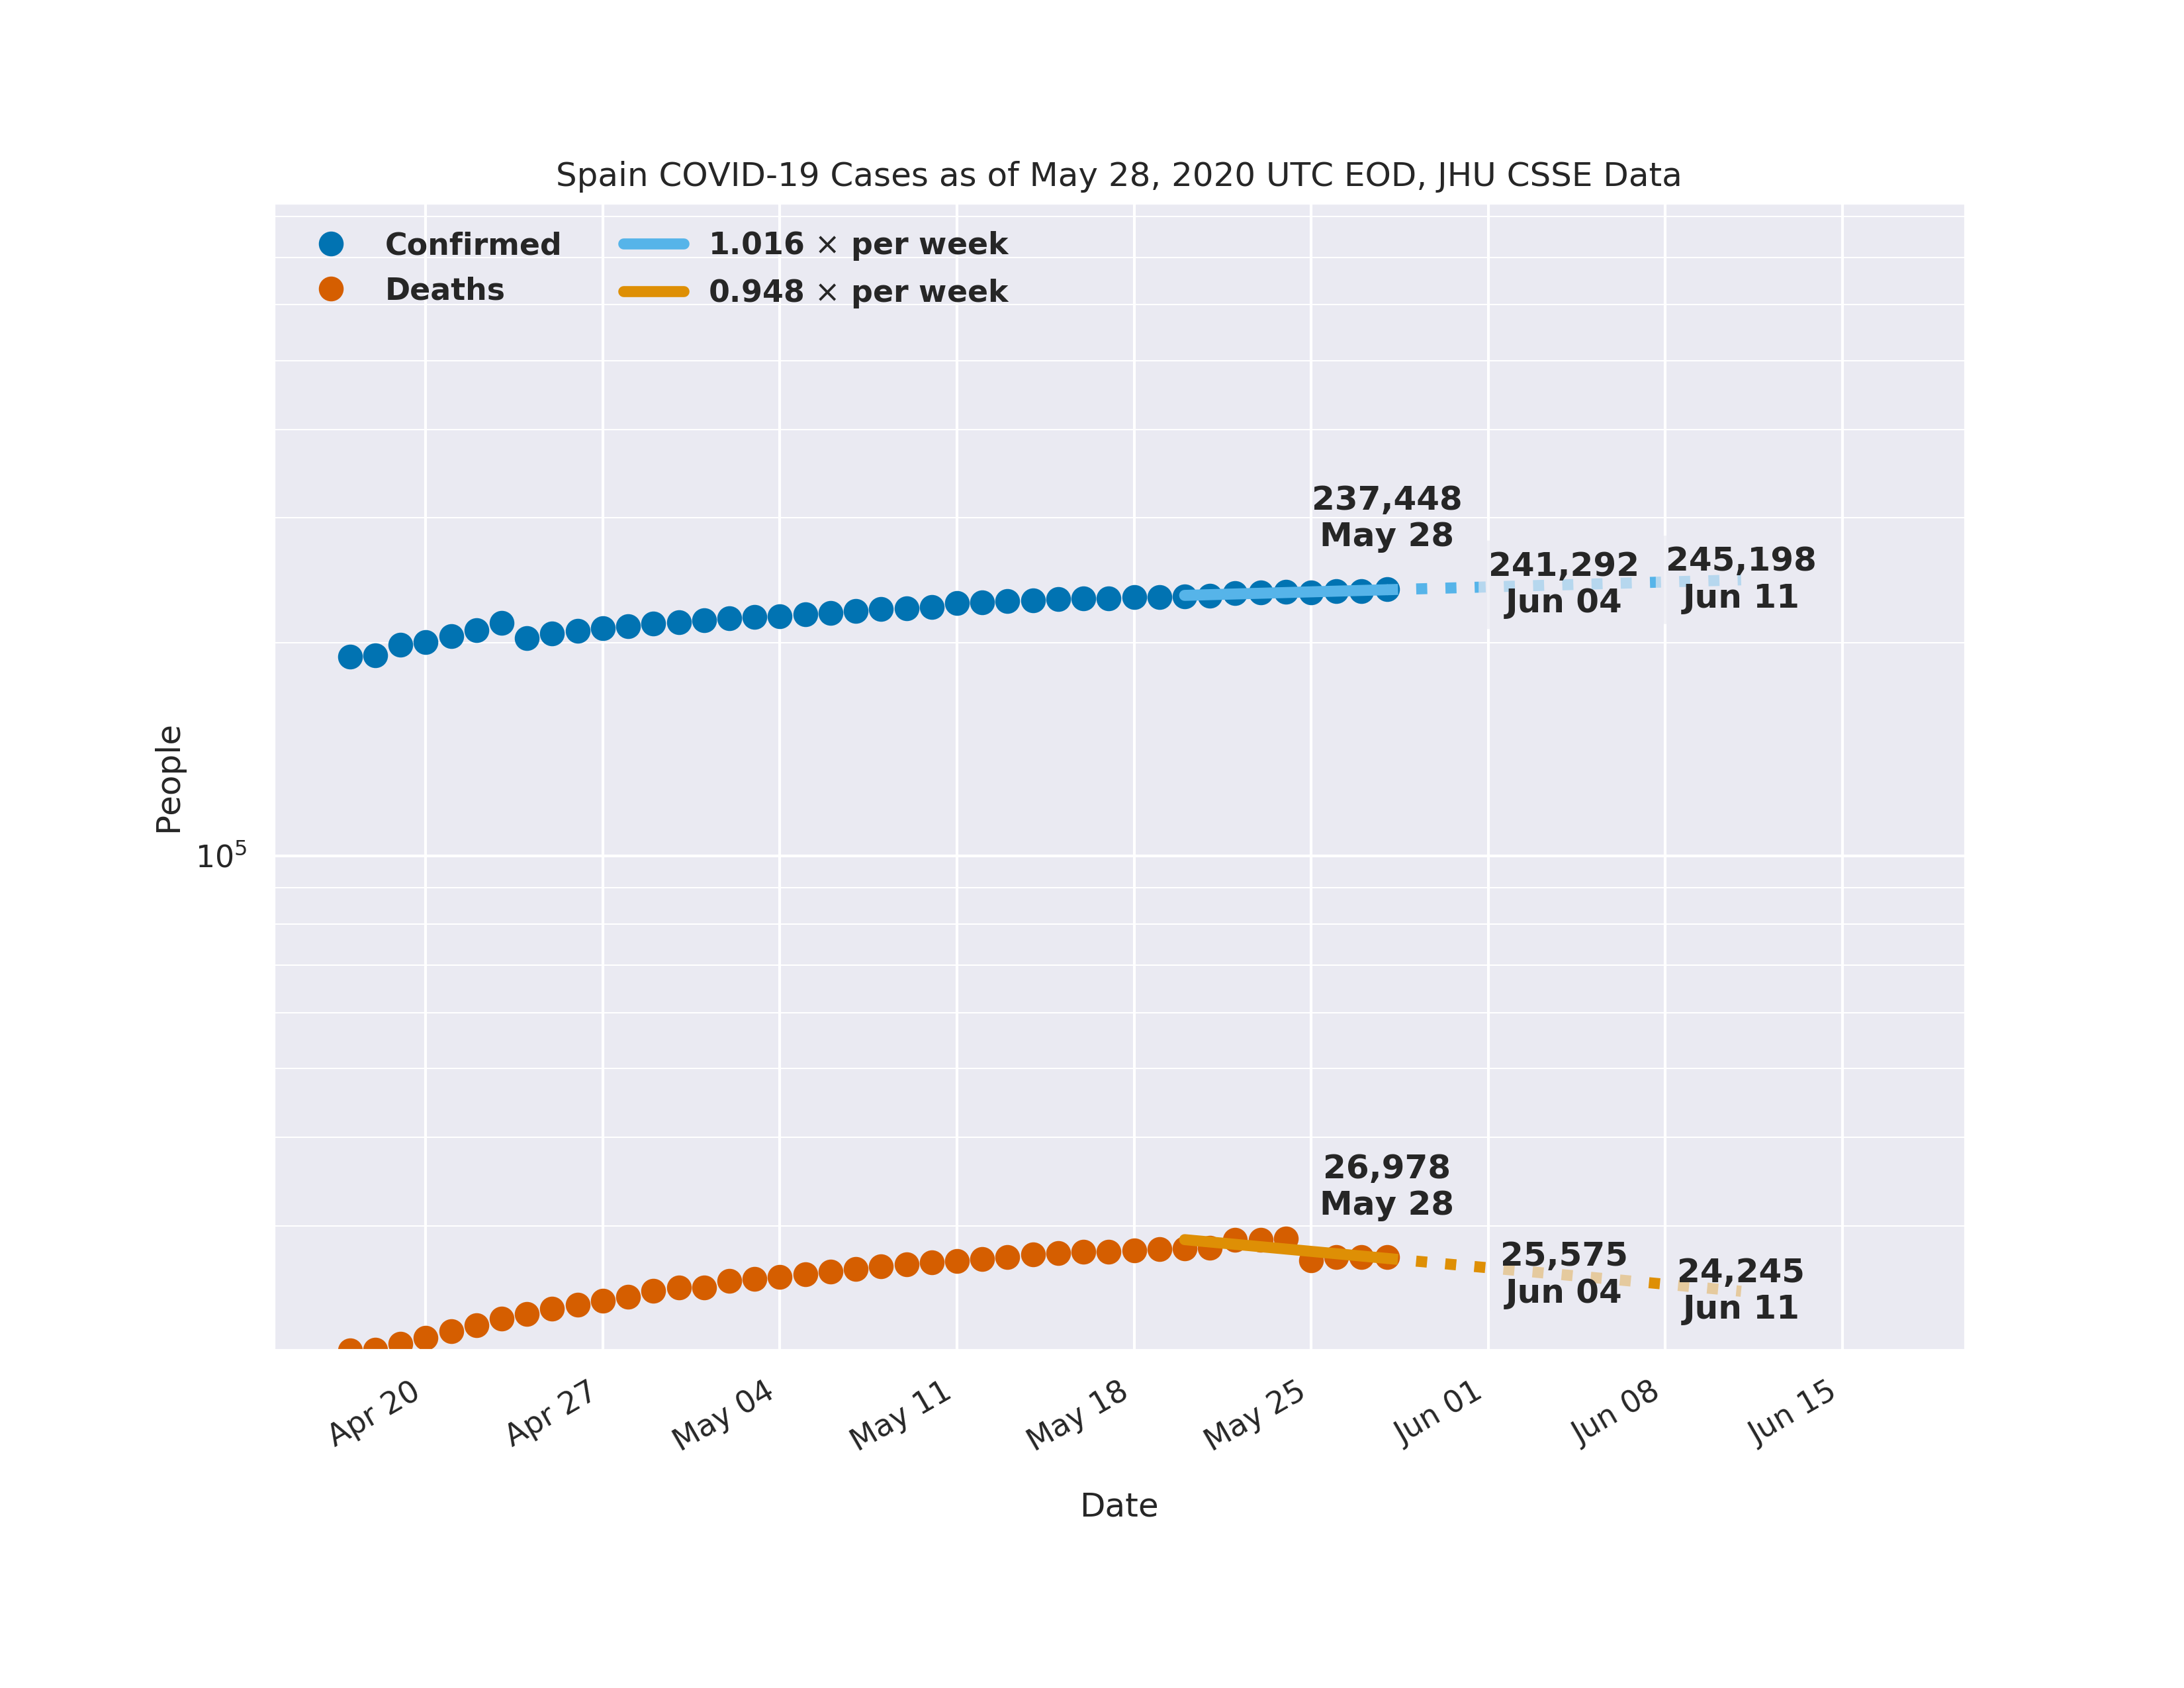 Spain COVID-19 Cases as of May 28, 2020 UTC EOD, JHU CSSE Data
Confirmed
Deaths
1.016 × per week
0.948 × per week
237,448
May 28
241,292
Jun 04
245,198
Jun 11
People
10⁵
26,978
May 28
25,575
Jun 04
24,245
Jun 11
Apr 20
Apr 27
May 04
May 11
May 18
May 25
Jun 01
Jun 08
Jun 15
Date